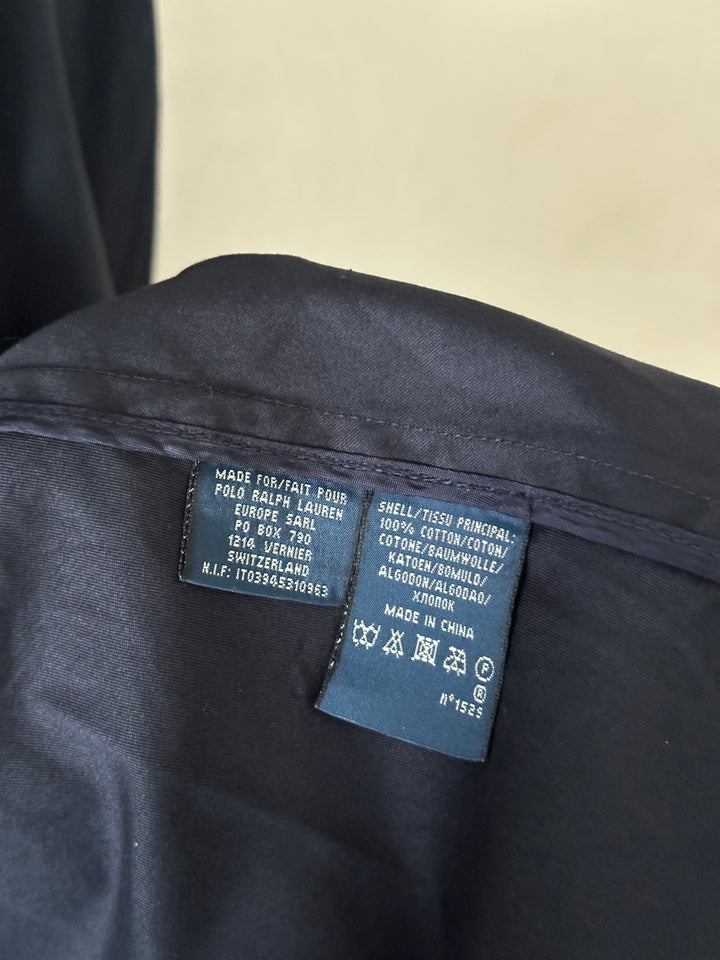 MADE FOR/FAIT POUR
POLO RALPH LAUREN
EUROPE SARL
PO BOX 790
1214 VERNIER
SWITZERLAND
N.I.F: IT03945310963
SHELL/TISSU PRINCIPAL:
100% COTTON/COTON/
COTONE/BAUMWOLLE/
KATOEN/BOMULD/
ALGODON/ALGODAO/
ХЛОПОК
MADE IN CHINA
P
R
n°1529